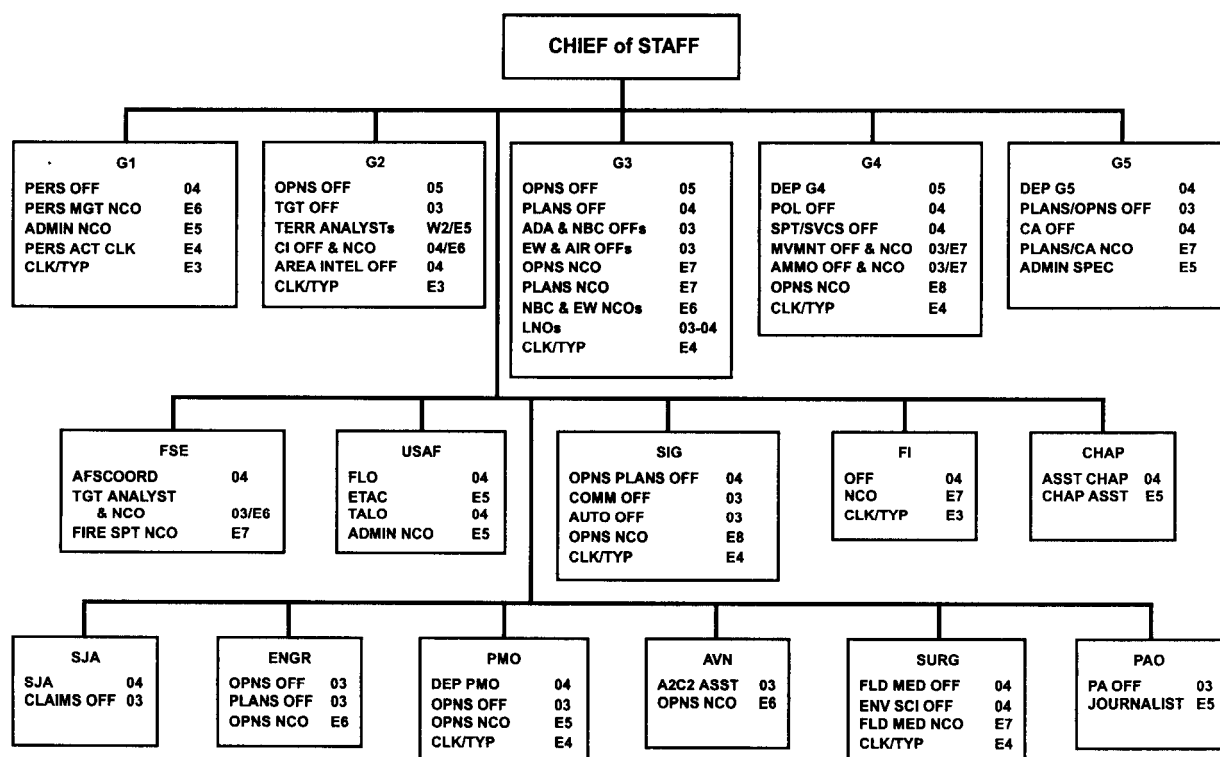 CHIEF of STAFF
G1
PERS OFF 04
PERS MGT NCO E6
ADMIN NCO E5
PERS ACT CLK E4
CLK/TYP E3
G2
OPNS OFF 05
TGT OFF 03
TERR ANALYSTs W2/E5
CI OFF & NCO 04/E6
AREA INTEL OFF 04
CLK/TYP E3
G3
OPNS OFF 05
PLANS OFF 04
ADA & NBC OFFs 03
EW & AIR OFFs 03
OPNS NCO E7
PLANS NCO E7
NBC & EW NCOs E6
LNOs 03-04
CLK/TYP E4
G4
DEP G4 05
POL OFF 04
SPT/SVCS OFF 04
MVMNT OFF & NCO 03/E7
AMMO OFF & NCO 03/E7
OPNS NCO E8
CLK/TYP E4
G5
DEP G5 04
PLANS/OPNS OFF 03
CA OFF 04
PLANS/CA NCO E7
ADMIN SPEC E5
FSE
AFSCOORD 04
TGT ANALYST
& NCO 03/E6
FIRE SPT NCO E7
USAF
FLO 04
ETAC E5
TALO 04
ADMIN NCO E5
SIG
OPNS PLANS OFF 04
COMM OFF 03
AUTO OFF 03
OPNS NCO E8
CLK/TYP E4
FI
OFF 04
NCO E7
CLK/TYP E3
CHAP
ASST CHAP 04
CHAP ASST E5
SJA
SJA 04
CLAIMS OFF 03
ENGR
OPNS OFF 03
PLANS OFF 03
OPNS NCO E6
PMO
DEP PMO 04
OPNS OFF 03
OPNS NCO E5
CLK/TYP E4
AVN
A2C2 ASST 03
OPNS NCO E6
SURG
FLD MED OFF 04
ENV SCI OFF 04
FLD MED NCO E7
CLK/TYP E4
PAO
PA OFF 03
JOURNALIST E5